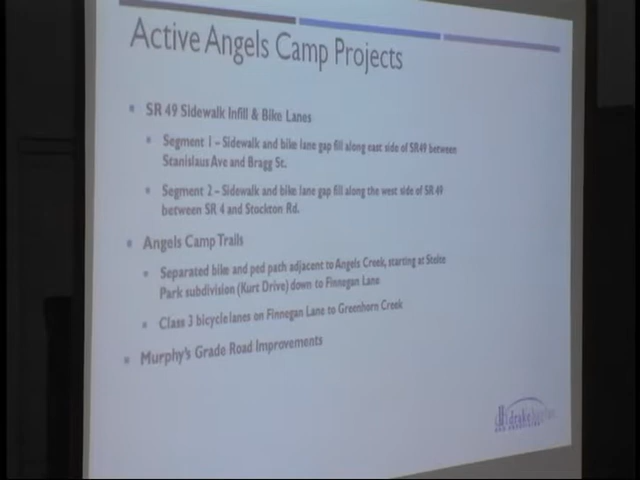 Active Angels Camp Projects
SR 49 Sidewalk Infill & Bike Lanes
Segment 1 – Sidewalk and bike lane gap fill along east side of SR49 between
Stanislaus Ave and Bragg St.
Segment 2 – Sidewalk and bike lane gap fill along the west side of SR 49
between SR 4 and Stockton Rd.
Angels Camp Trails
Separated bike and ped path adjacent to Angels Creek, starting at
Park subdivision (Kurt Drive) down to Finnegan Lane
Class 3 bicycle lanes on Finnegan Lane to Greenhorn Creek
Murphy's Grade Road Improvements
drake